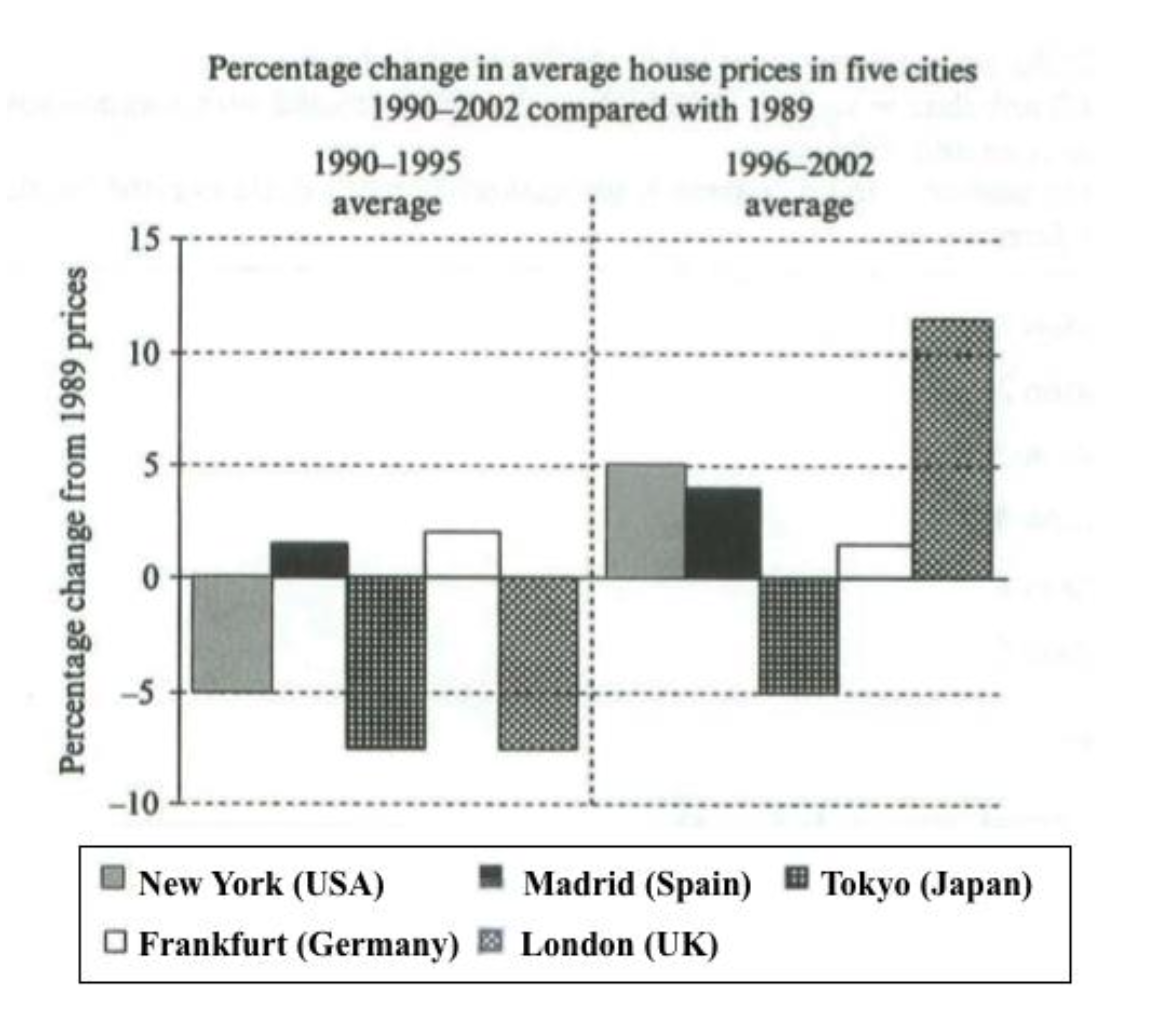 Percentage change in average house prices in five cities
1990–2002 compared with 1989
1990–1995
average
1996–2002
average
Percentage change from 1989 prices
15
10
5
0
–5
–10
New York (USA) Madrid (Spain) Tokyo (Japan)
Frankfurt (Germany) London (UK)